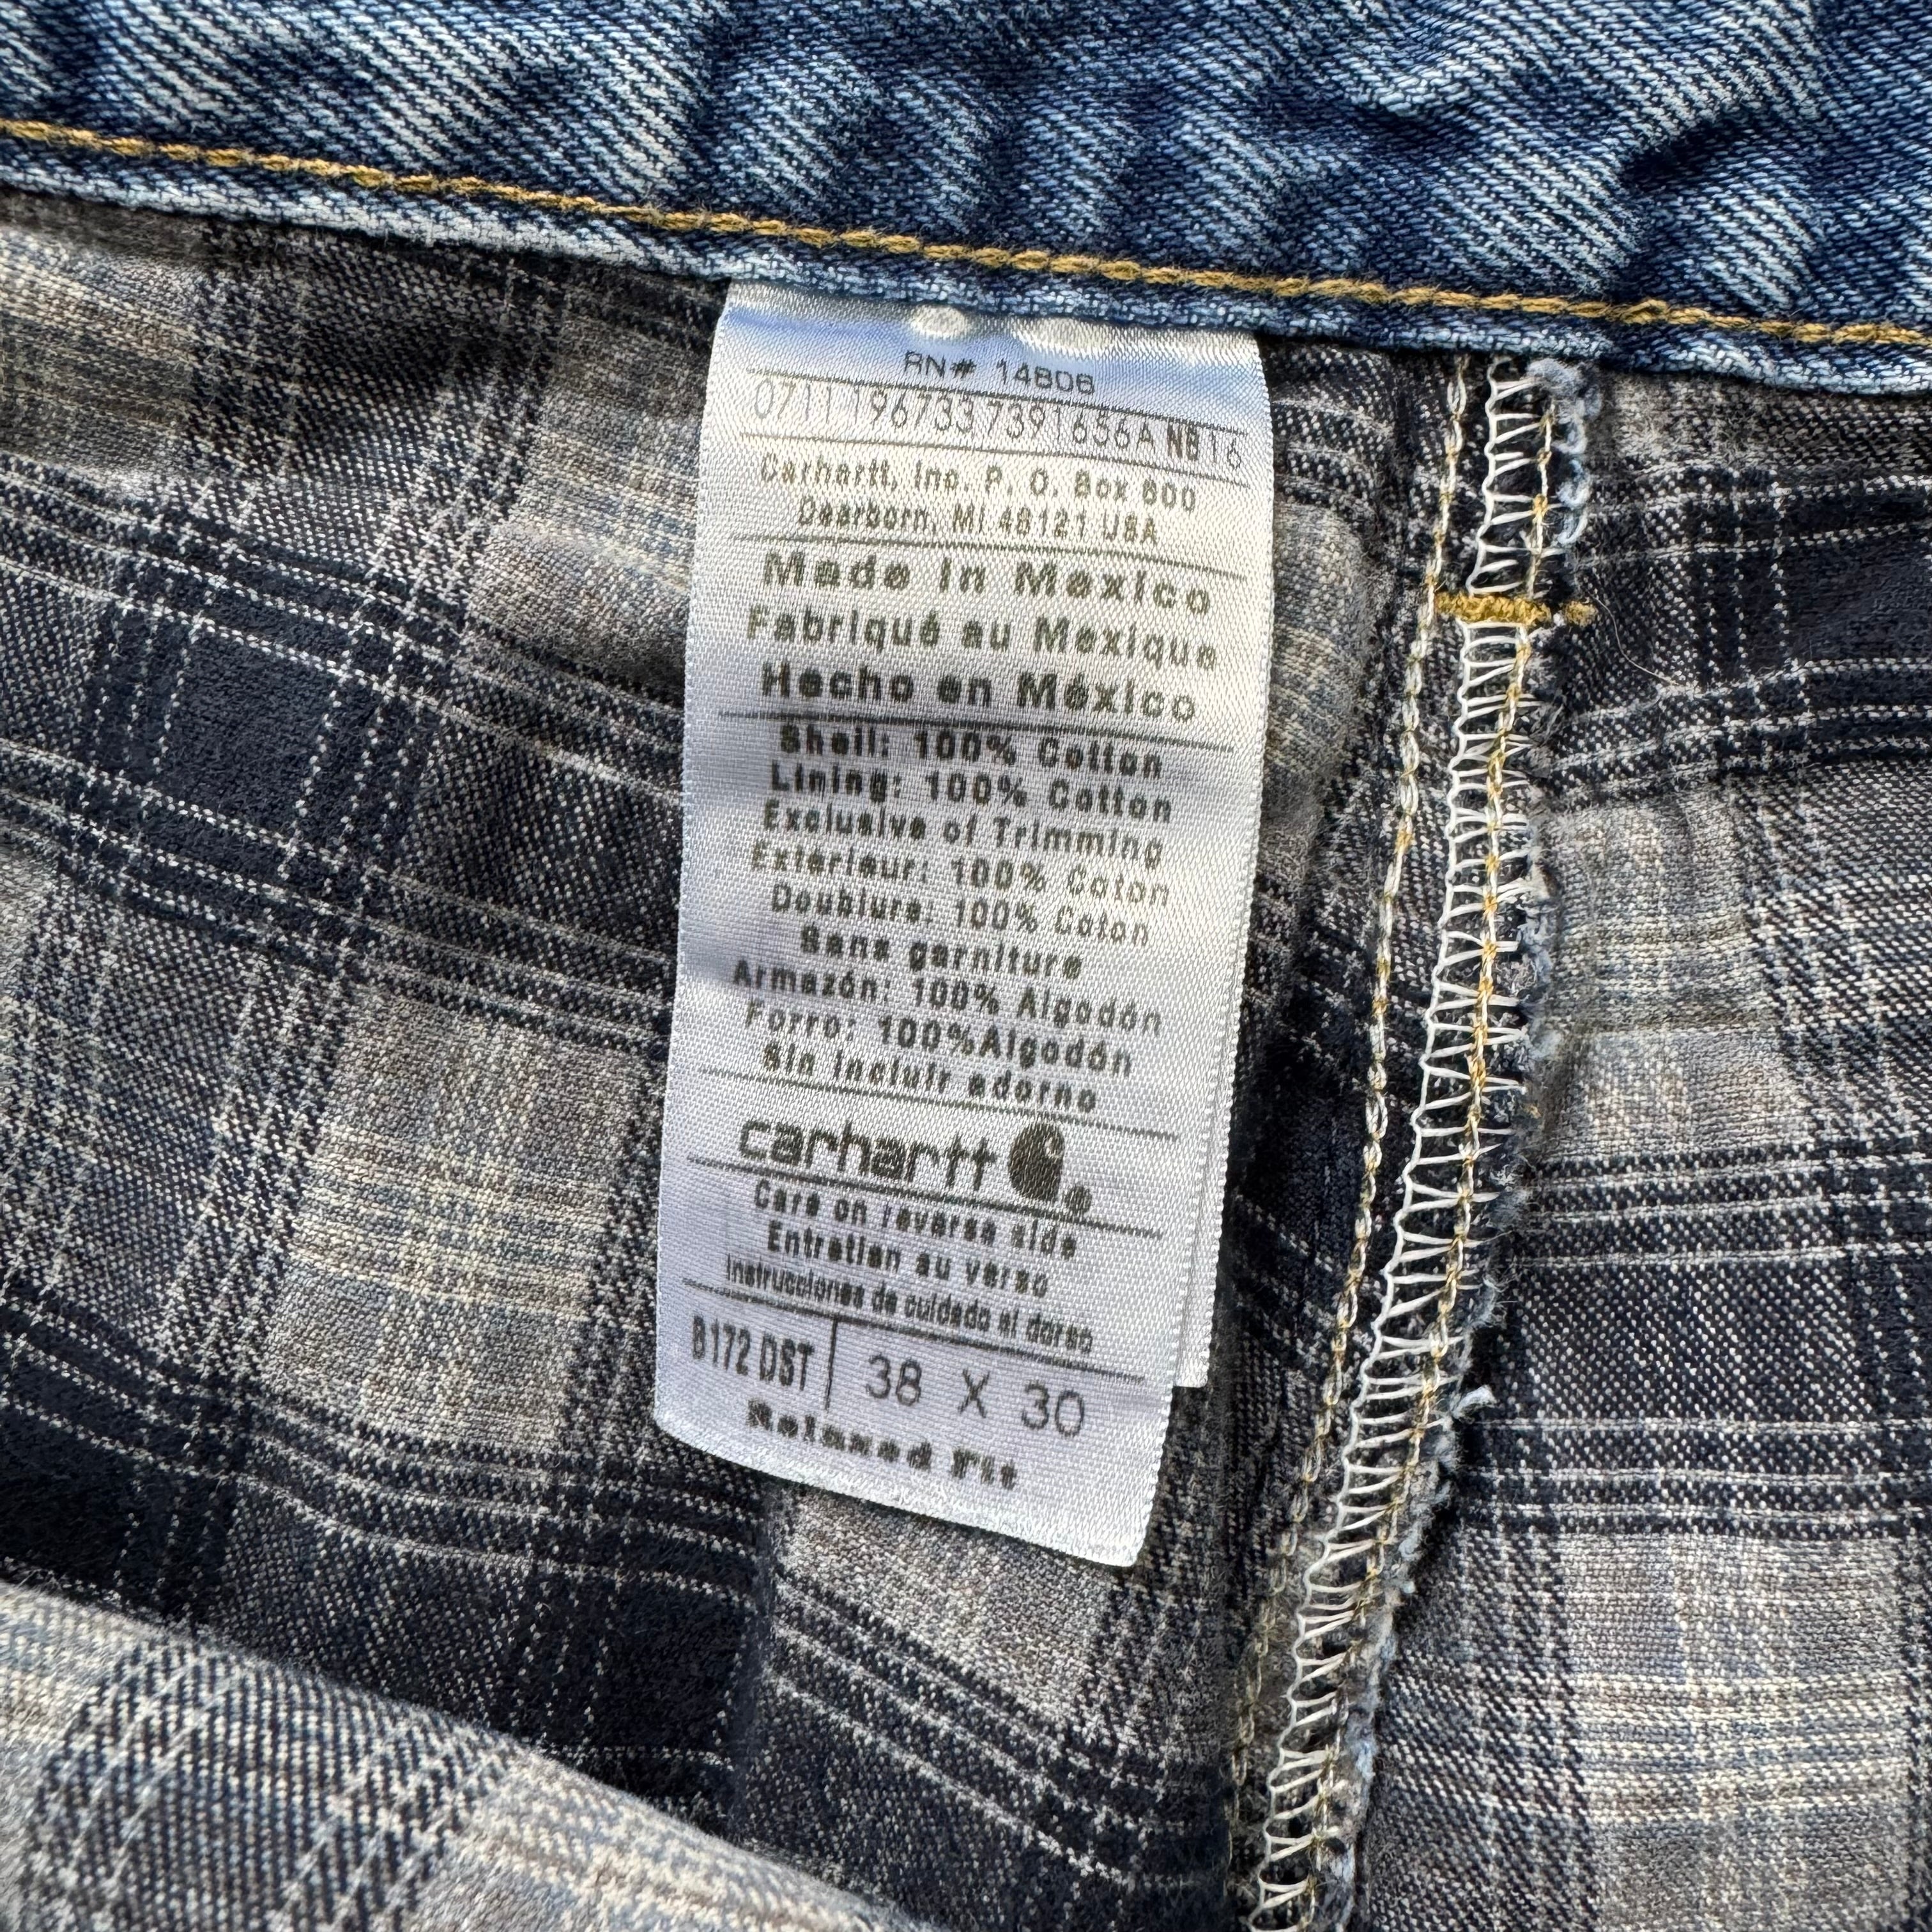 RN# 14806
0711 196733 7391656A NB16
Carhartt, Inc. P. O. Box 600
Dearborn, MI 48121 USA
Made in Mexico
Fabriqué au Mexique
Hecho en México
Shell: 100% Cotton
Lining: 100% Cotton
Exclusive of Trimming
Extérieur: 100% Coton
Doublure: 100% Coton
Sans garniture
Armazón: 100% Algodón
Forro: 100%Algodón
Sin incluir adorno
carhartt ®
Care on reverse side
Entretien au verso
Instrucciones de cuidado al dorso
B172 DST 38 X 30
Relaxed Fit